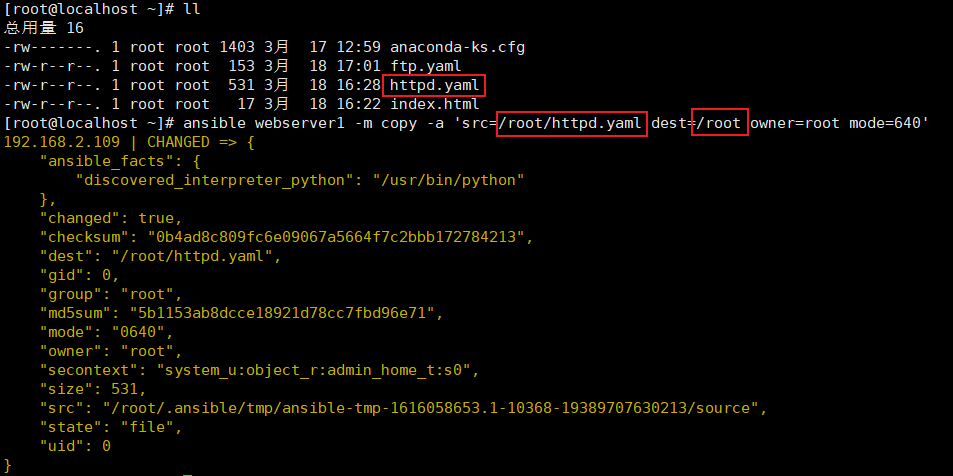 [root@localhost ~]# ll
总用量 16
-rw-------. 1 root root 1403 3月  17 12:59 anaconda-ks.cfg
-rw-r--r--. 1 root root  153 3月  18 17:01 ftp.yaml
-rw-r--r--. 1 root root  531 3月  18 16:28 httpd.yaml
-rw-r--r--. 1 root root   17 3月  18 16:22 index.html
[root@localhost ~]# ansible webserver1 -m copy -a 'src=/root/httpd.yaml dest=/root owner=root mode=640'
192.168.2.109 | CHANGED => {
    "ansible_facts": {
        "discovered_interpreter_python": "/usr/bin/python"
    },
    "changed": true,
    "checksum": "0b4ad8c809fc6e09067a5664f7c2bbb172784213",
    "dest": "/root/httpd.yaml",
    "gid": 0,
    "group": "root",
    "md5sum": "5b1153ab8dcce18921d78cc7fbd96e71",
    "mode": "0640",
    "owner": "root",
    "secontext": "system_u:object_r:admin_home_t:s0",
    "size": 531,
    "src": "/root/.ansible/tmp/ansible-tmp-1616058653.1-10368-19389707630213/source",
    "state": "file",
    "uid": 0
}